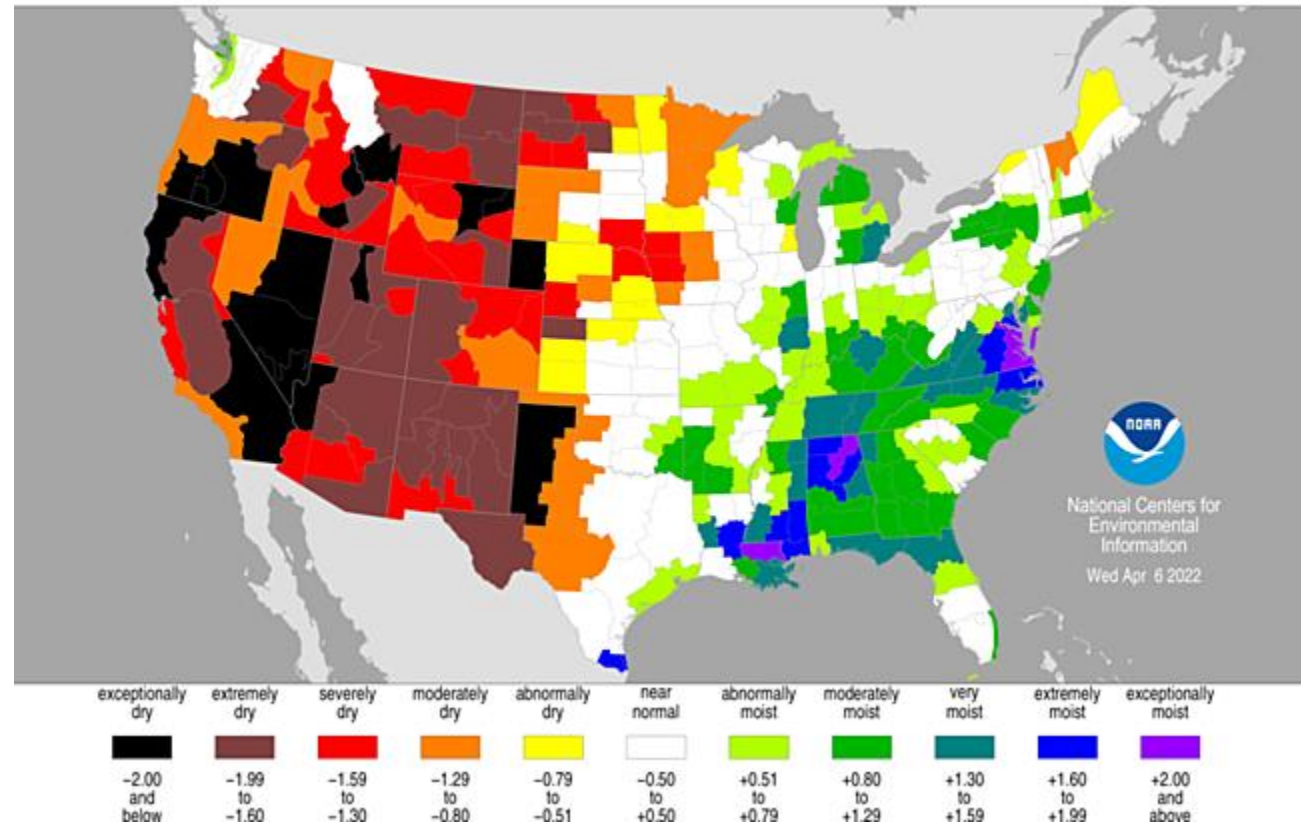 NOAA
National Centers for
Environmental
Information
Wed Apr 6 2022
exceptionally dry
extremely dry
severely dry
moderately dry
abnormally dry
near normal
abnormally moist
moderately moist
very moist
extremely moist
exceptionally moist
−2.00 and below
−1.99 to −1.60
−1.59 to −1.30
−1.29 to −0.80
−0.79 to −0.51
−0.50 to +0.50
+0.51 to +0.79
+0.80 to +1.29
+1.30 to +1.59
+1.60 to +1.99
+2.00 and above